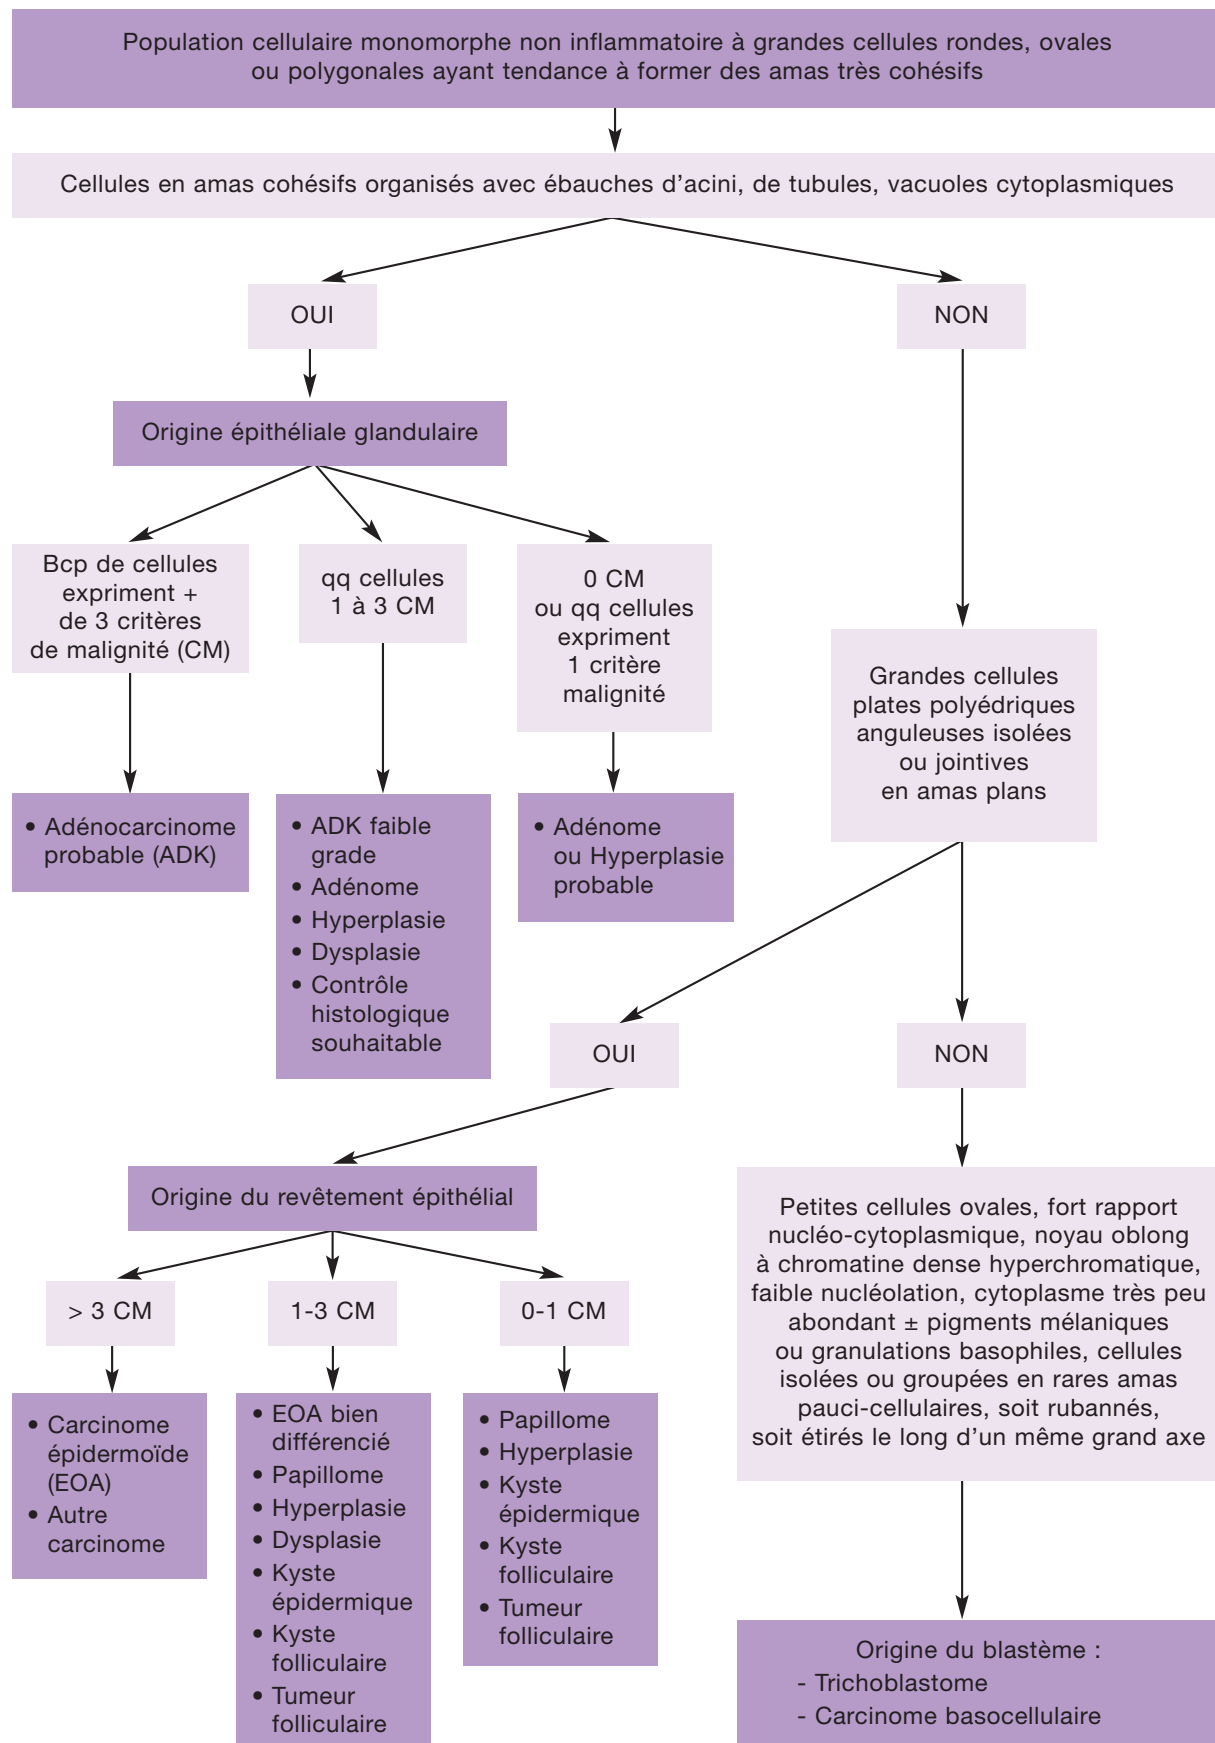 Population cellulaire monomorphe non inflammatoire à grandes cellules rondes, ovales
ou polygonales ayant tendance à former des amas très cohésifs
Cellules en amas cohésifs organisés avec ébauches d’acini, de tubules, vacuoles cytoplasmiques
OUI
NON
Origine épithéliale glandulaire
Bcp de cellules
expriment +
de 3 critères
de malignité (CM)
qq cellules
1 à 3 CM
0 CM
ou qq cellules
expriment
1 critère
malignité
Grandes cellules
plates polyédriques
anguleuses isolées
ou jointives
en amas plans
• Adénocarcinome
probable (ADK)
• ADK faible
grade
• Adénome
• Hyperplasie
• Dysplasie
• Contrôle
histologique
souhaitable
• Adénome
ou Hyperplasie
probable
OUI
NON
Origine du revêtement épithélial
> 3 CM
1-3 CM
0-1 CM
• Carcinome
épidermoïde
(EOA)
• Autre
carcinome
• EOA bien
différencié
• Papillome
• Hyperplasie
• Dysplasie
• Kyste
épidermique
• Kyste
folliculaire
• Tumeur
folliculaire
• Papillome
• Hyperplasie
• Kyste
épidermique
• Kyste
folliculaire
• Tumeur
folliculaire
Petites cellules ovales, fort rapport
nucléo-cytoplasmique, noyau oblong
à chromatine dense hyperchromatique,
faible nucléolation, cytoplasme très peu
abondant ± pigments mélaniques
ou granulations basophiles, cellules
isolées ou groupées en rares amas
pauci-cellulaires, soit rubannés,
soit étirés le long d’un même grand axe
Origine du blastème :
- Trichoblastome
- Carcinome basocellulaire